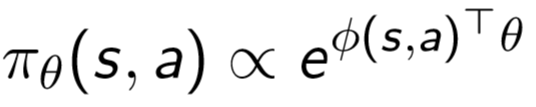 π_θ(s, a) ∝ e^{ϕ(s,a)^⊤ θ}